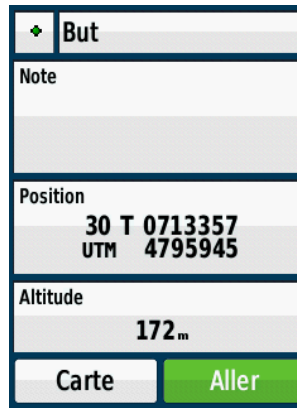 But
Note
Position
30 T 0713357
UTM 4795945
Altitude
172 m
Carte
Aller